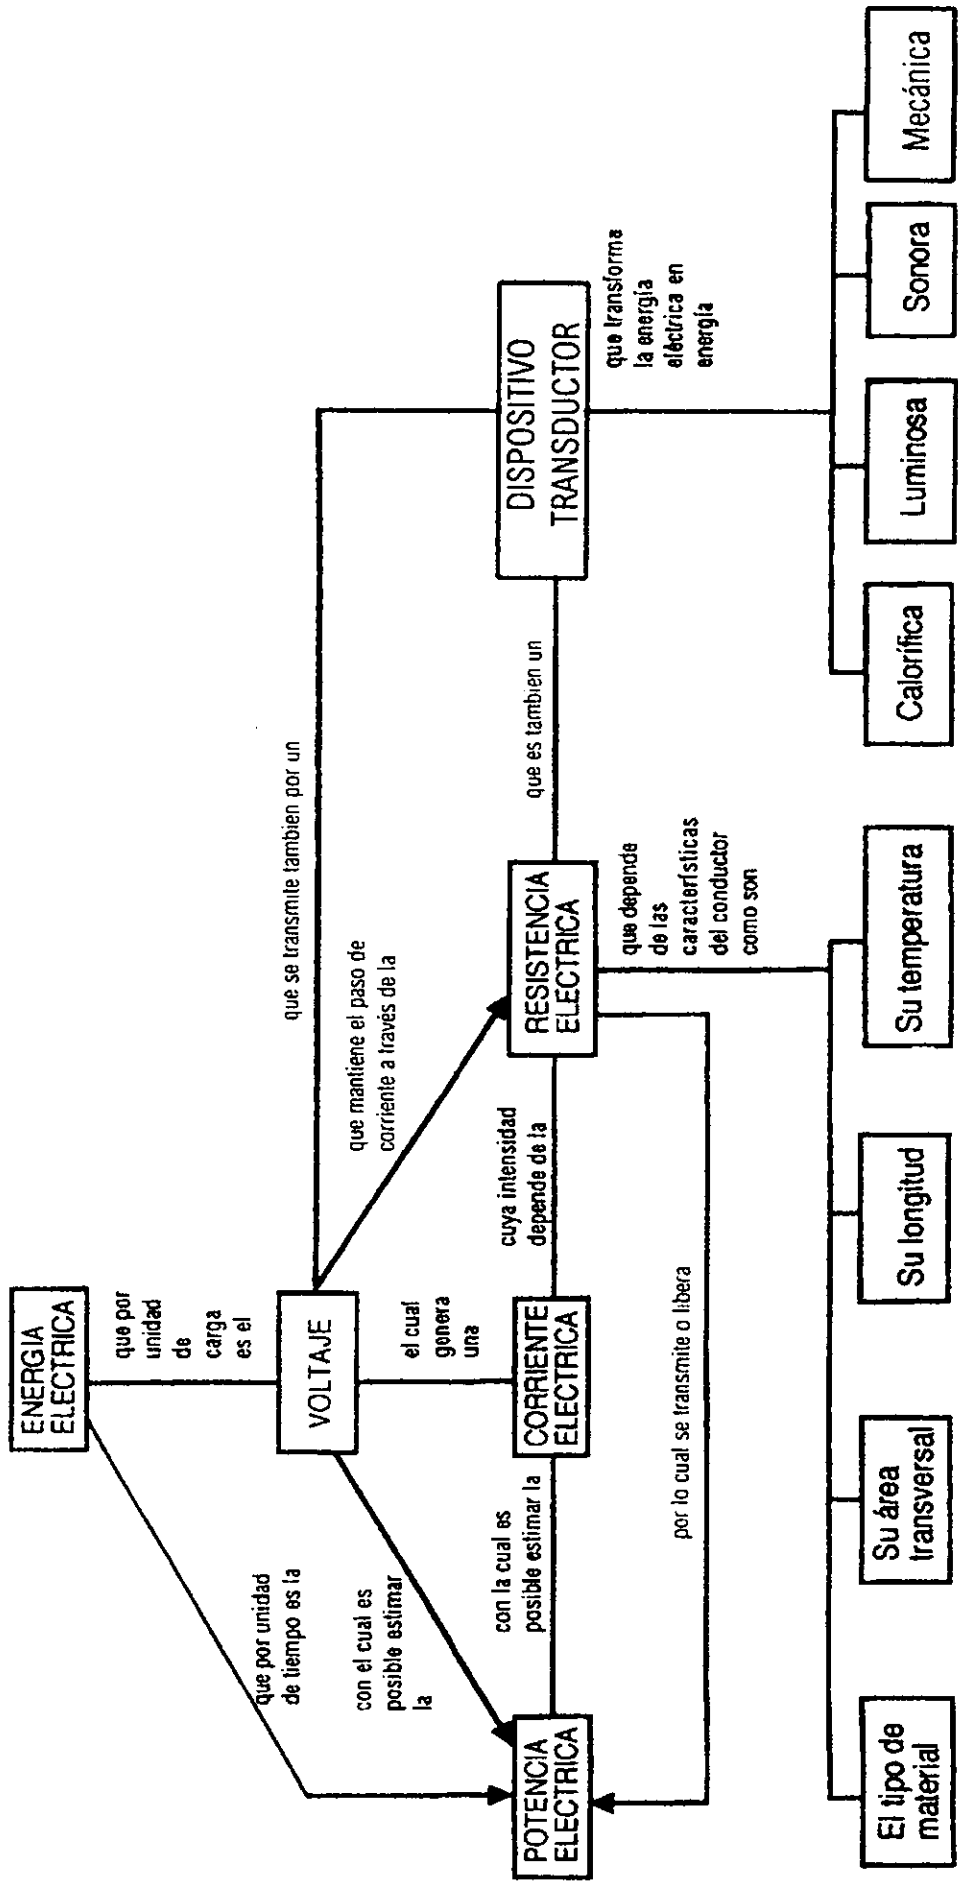 ENERGIA
ELECTRICA
que por
unidad
de
carga
es el
que por unidad
de tiempo es la
VOLTAJE
que se transmite tambien por un
con el cual es
posible estimar
la
el cual
genera
una
que mantiene el paso de
corriente a través de la
POTENCIA
ELECTRICA
con la cual es
posible estimar la
CORRIENTE
ELECTRICA
cuya intensidad
depende de la
RESISTENCIA
ELECTRICA
que es tambien un
DISPOSITIVO
TRANSDUCTOR
por lo cual se transmite o libera
que depende
de las
características
del conductor
como son
que transforma
la energía
eléctrica en
energía
El tipo de
material
Su área
transversal
Su longitud
Su temperatura
Calorífica
Luminosa
Sonora
Mecánica